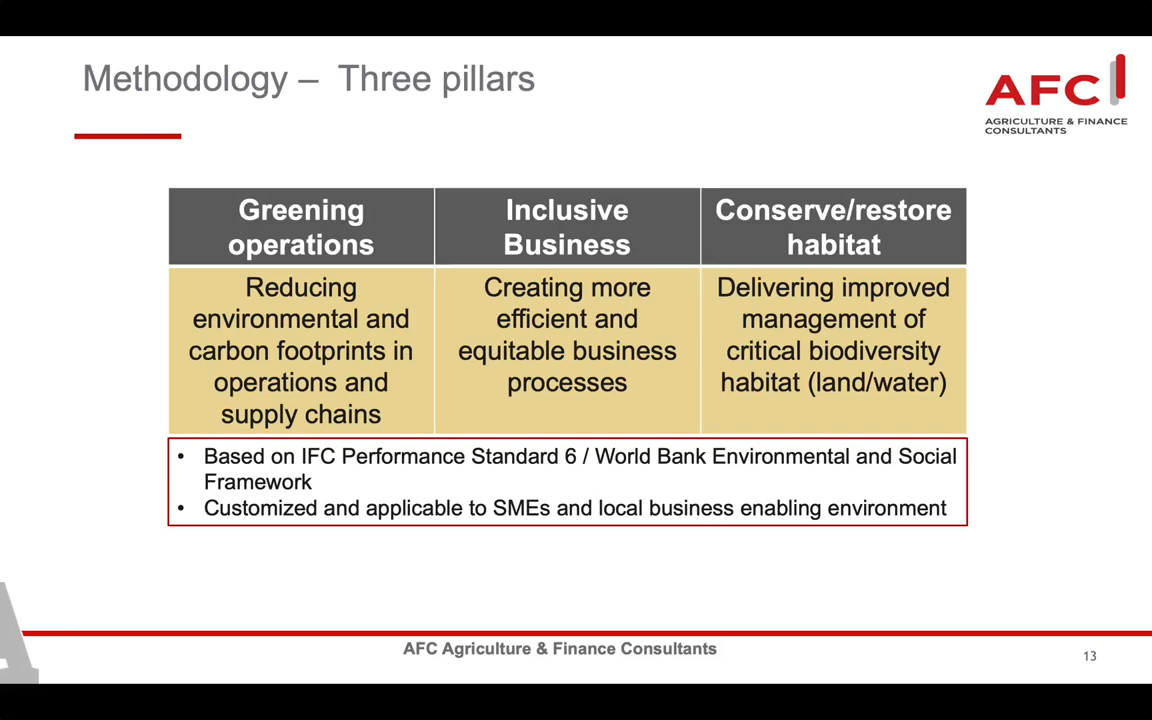 Methodology – Three pillars
AFC
AGRICULTURE & FINANCE
CONSULTANTS
Greening
operations
Inclusive
Business
Conserve/restore
habitat
Reducing
environmental and
carbon footprints in
operations and
supply chains
Creating more
efficient and
equitable business
processes
Delivering improved
management of
critical biodiversity
habitat (land/water)
• Based on IFC Performance Standard 6 / World Bank Environmental and Social
Framework
• Customized and applicable to SMEs and local business enabling environment
AFC Agriculture & Finance Consultants
13